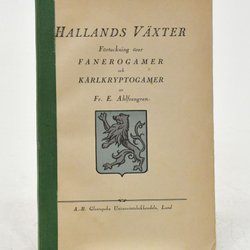 HALLANDS VÄXTER
Förteckning över
FANEROGAMER
och
KÄRLKRYPTOGAMER
av
Fr. E. Ahlfvengren.
A.-B. Gleerupska Universitetsbokhandeln, Lund